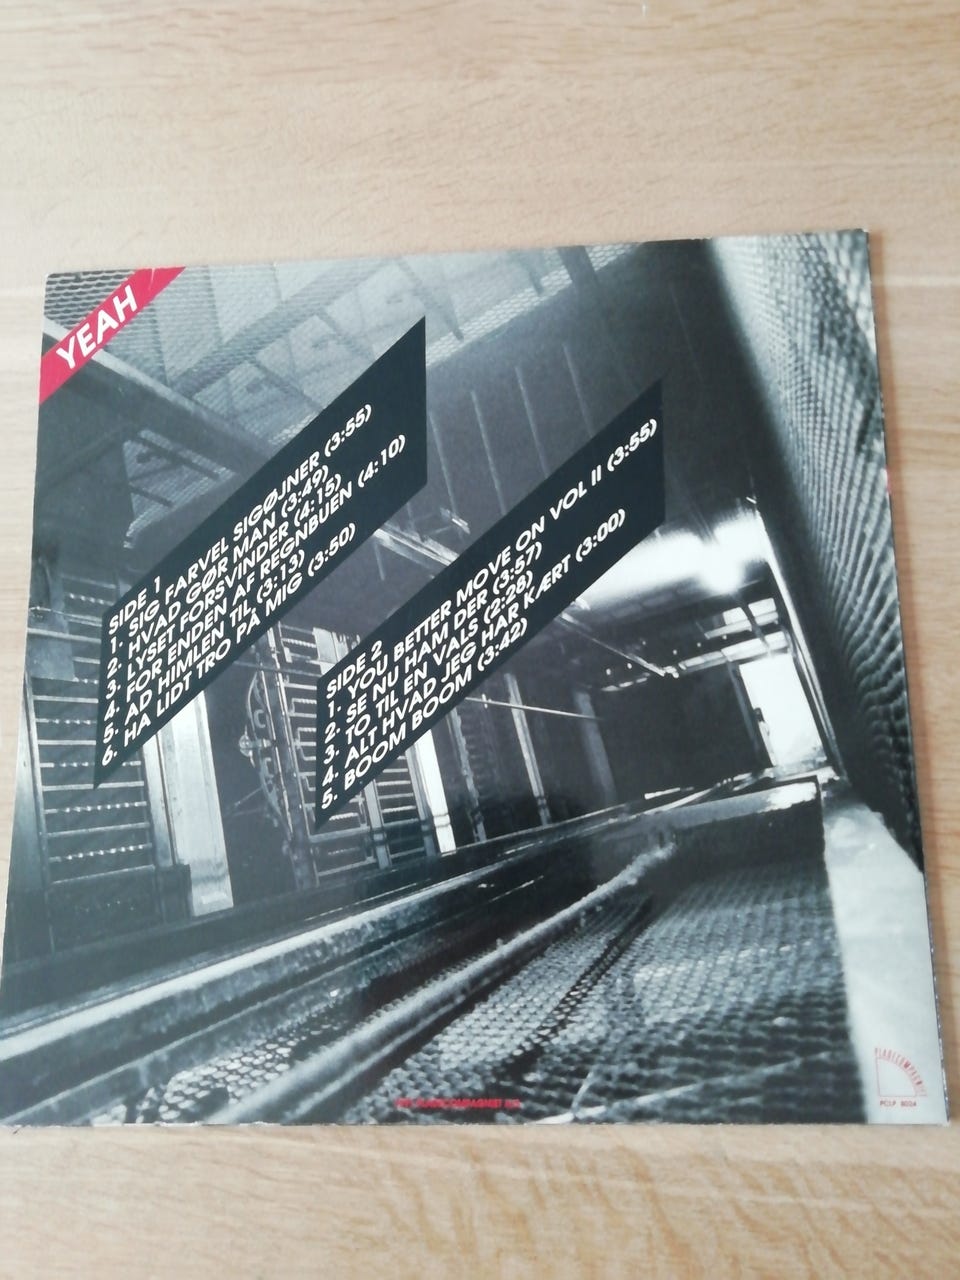 YEAH
SIDE 1
1. SIG FARVEL SIGØJNER (3:55)
2. HVAD GØR MAN (3:49)
3. LYSET FORSVINDER (4:15)
4. FOR ENDEN AF REGNBUEN (4:10)
5. AD HIMLEN TIL (3:13)
6. HA LIDT TRO PÅ MIG (3:50)
SIDE 2
1. YOU BETTER MOVE ON VOL II (3:55)
2. SE NU HAM DER (3:57)
3. TO TIL EN VALS (2:28)
4. ALT HVAD JEG HAR KÆRT (3:00)
5. BOOM BOOM (3:42)
PLADECOMPAGNIET
PCLP 8024